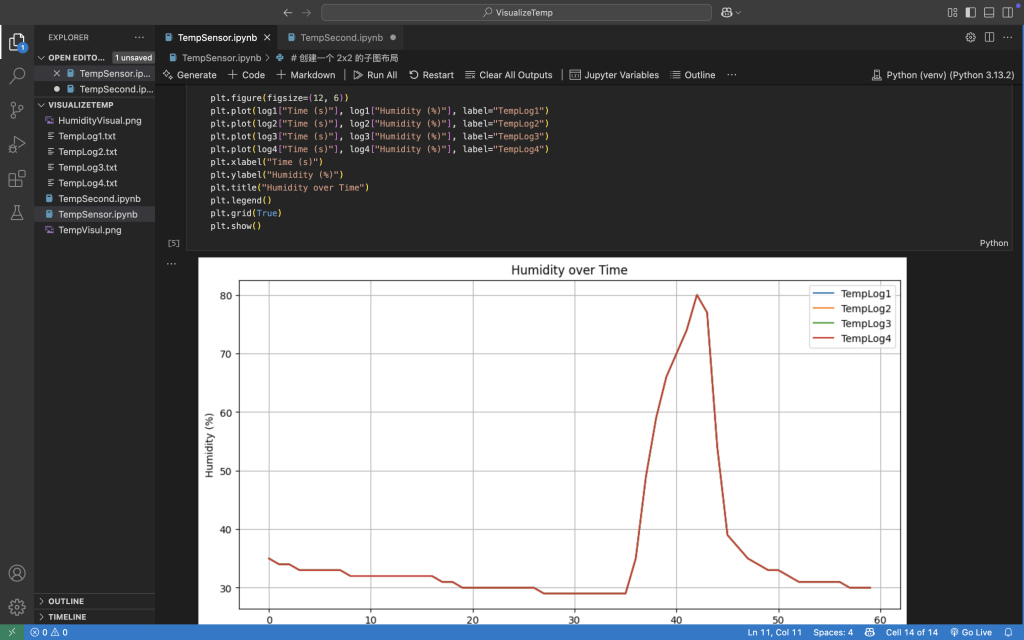 VisualizeTemp
EXPLORER
OPEN EDITO...
1 unsaved
TempSensor.ip...
TempSecond.ip...
VISUALIZETEMP
HumidityVisual.png
TempLog1.txt
TempLog2.txt
TempLog3.txt
TempLog4.txt
TempSecond.ipynb
TempSensor.ipynb
TempVisul.png
OUTLINE
TIMELINE
1
TempSensor.ipynb
TempSecond.ipynb
TempSensor.ipynb > # 创建一个 2x2 的子图布局
Generate
Code
Markdown
Run All
Restart
Clear All Outputs
Jupyter Variables
Outline
Python (venv) (Python 3.13.2)
plt.figure(figsize=(12, 6))
plt.plot(log1["Time (s)"], log1["Humidity (%)"], label="TempLog1")
plt.plot(log2["Time (s)"], log2["Humidity (%)"], label="TempLog2")
plt.plot(log3["Time (s)"], log3["Humidity (%)"], label="TempLog3")
plt.plot(log4["Time (s)"], log4["Humidity (%)"], label="TempLog4")
plt.xlabel("Time (s)")
plt.ylabel("Humidity (%)")
plt.title("Humidity over Time")
plt.legend()
plt.grid(True)
plt.show()
[5]
Python
Humidity over Time
TempLog1
TempLog2
TempLog3
TempLog4
Humidity (%)
80
70
60
50
40
30
0
10
20
30
40
50
60
0
0
Ln 11, Col 11
Spaces: 4
Cell 14 of 14
Go Live